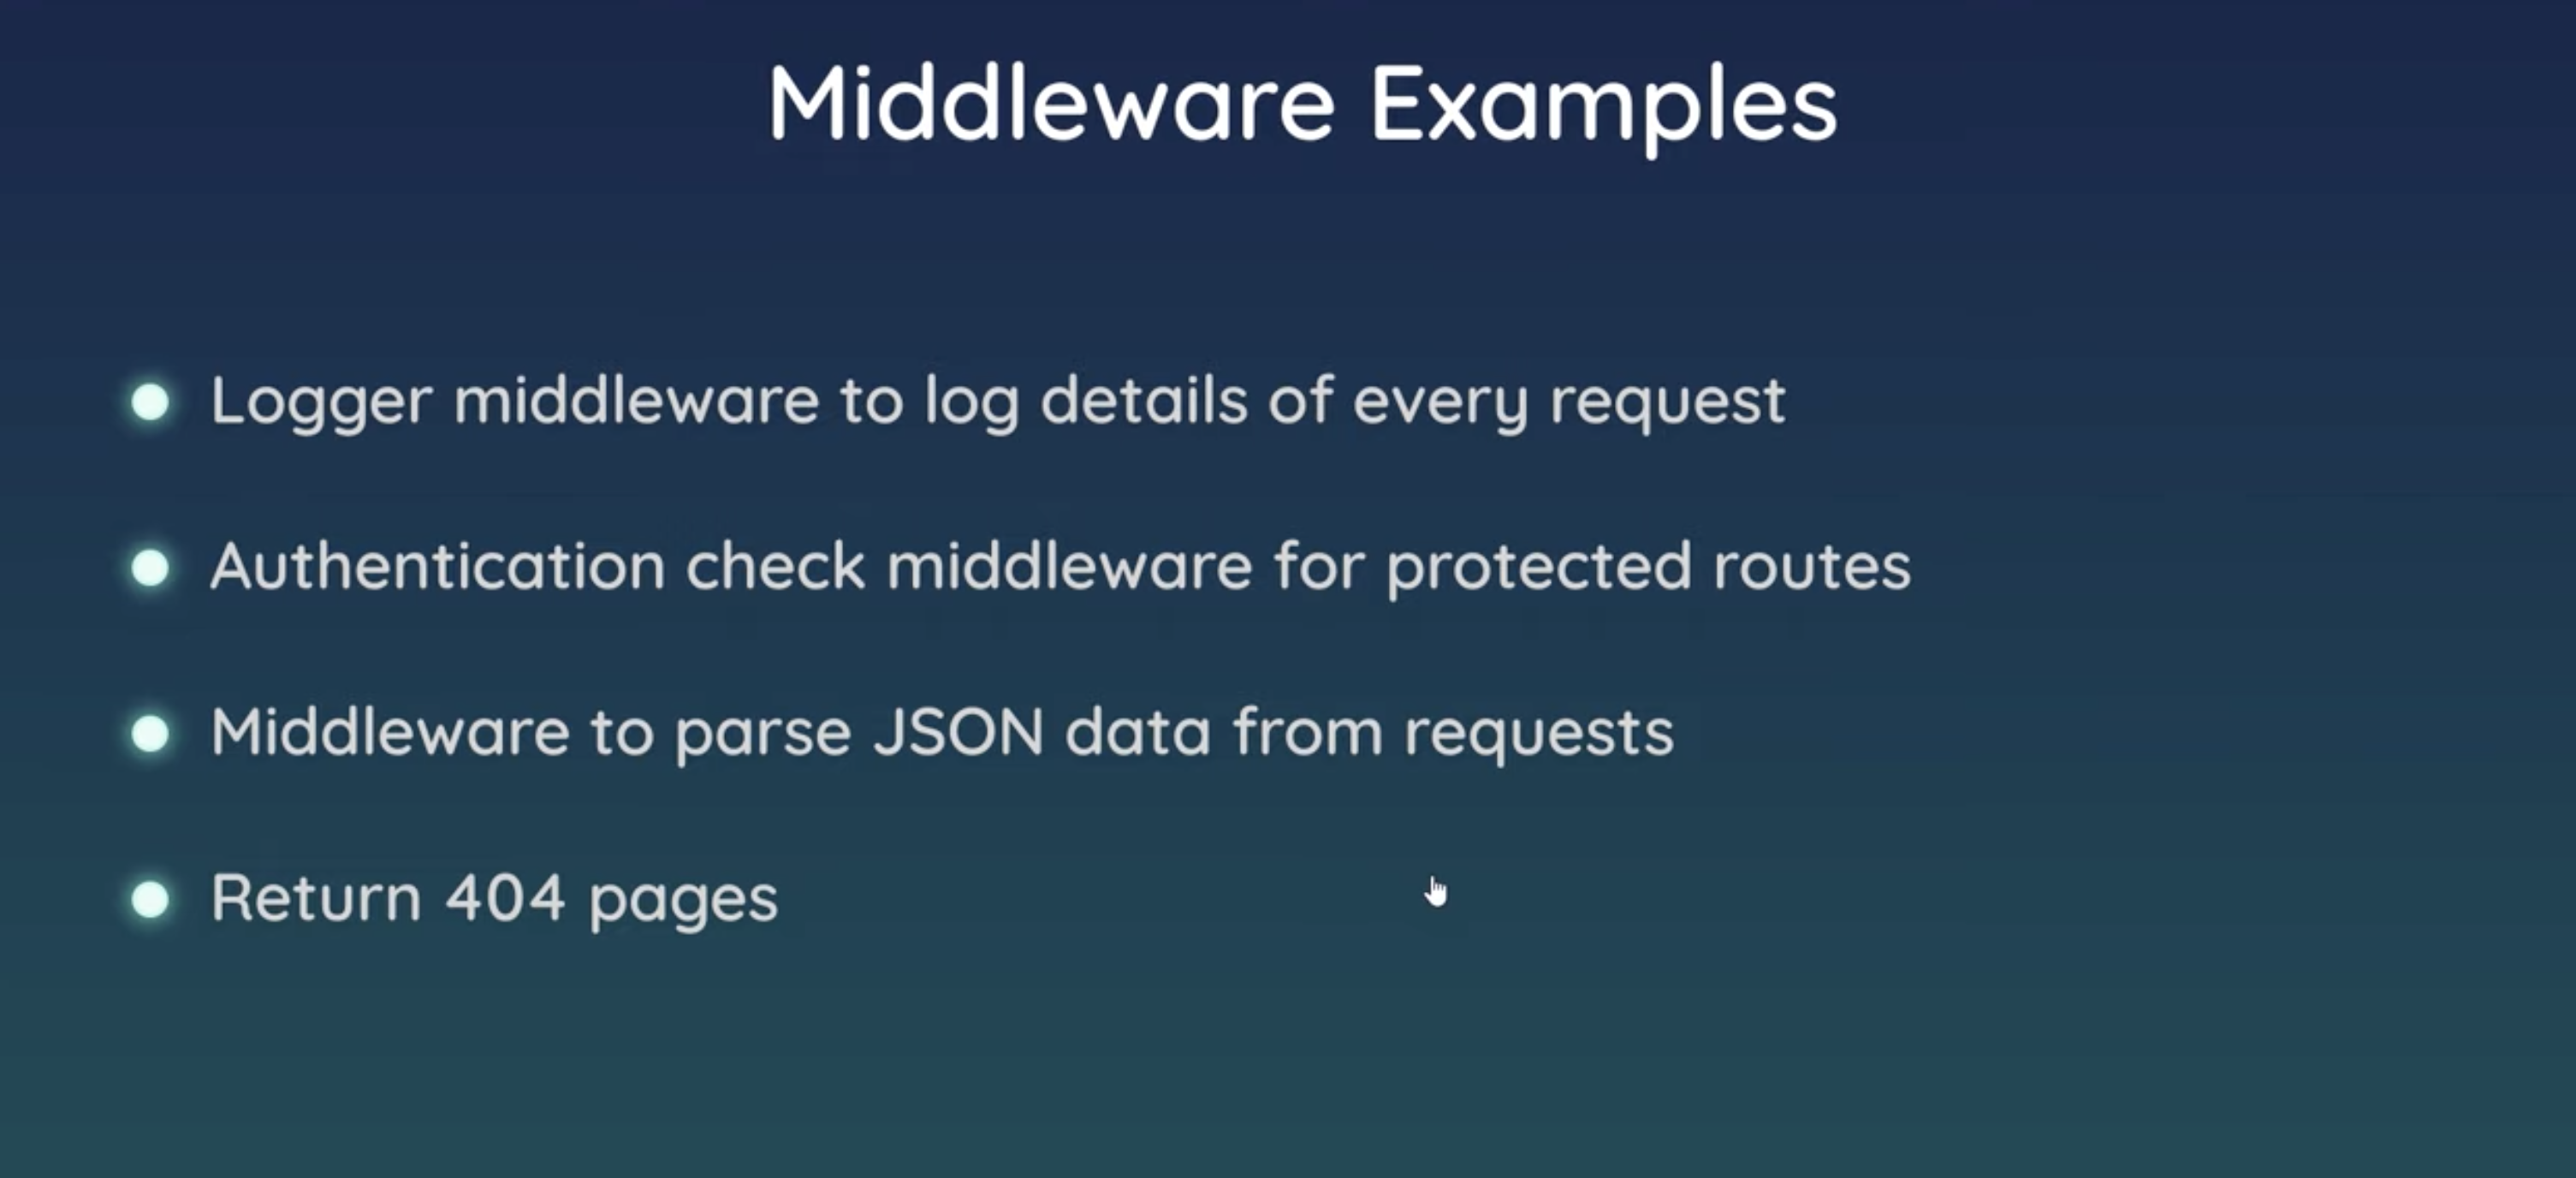 Middleware Examples
Logger middleware to log details of every request
Authentication check middleware for protected routes
Middleware to parse JSON data from requests
Return 404 pages